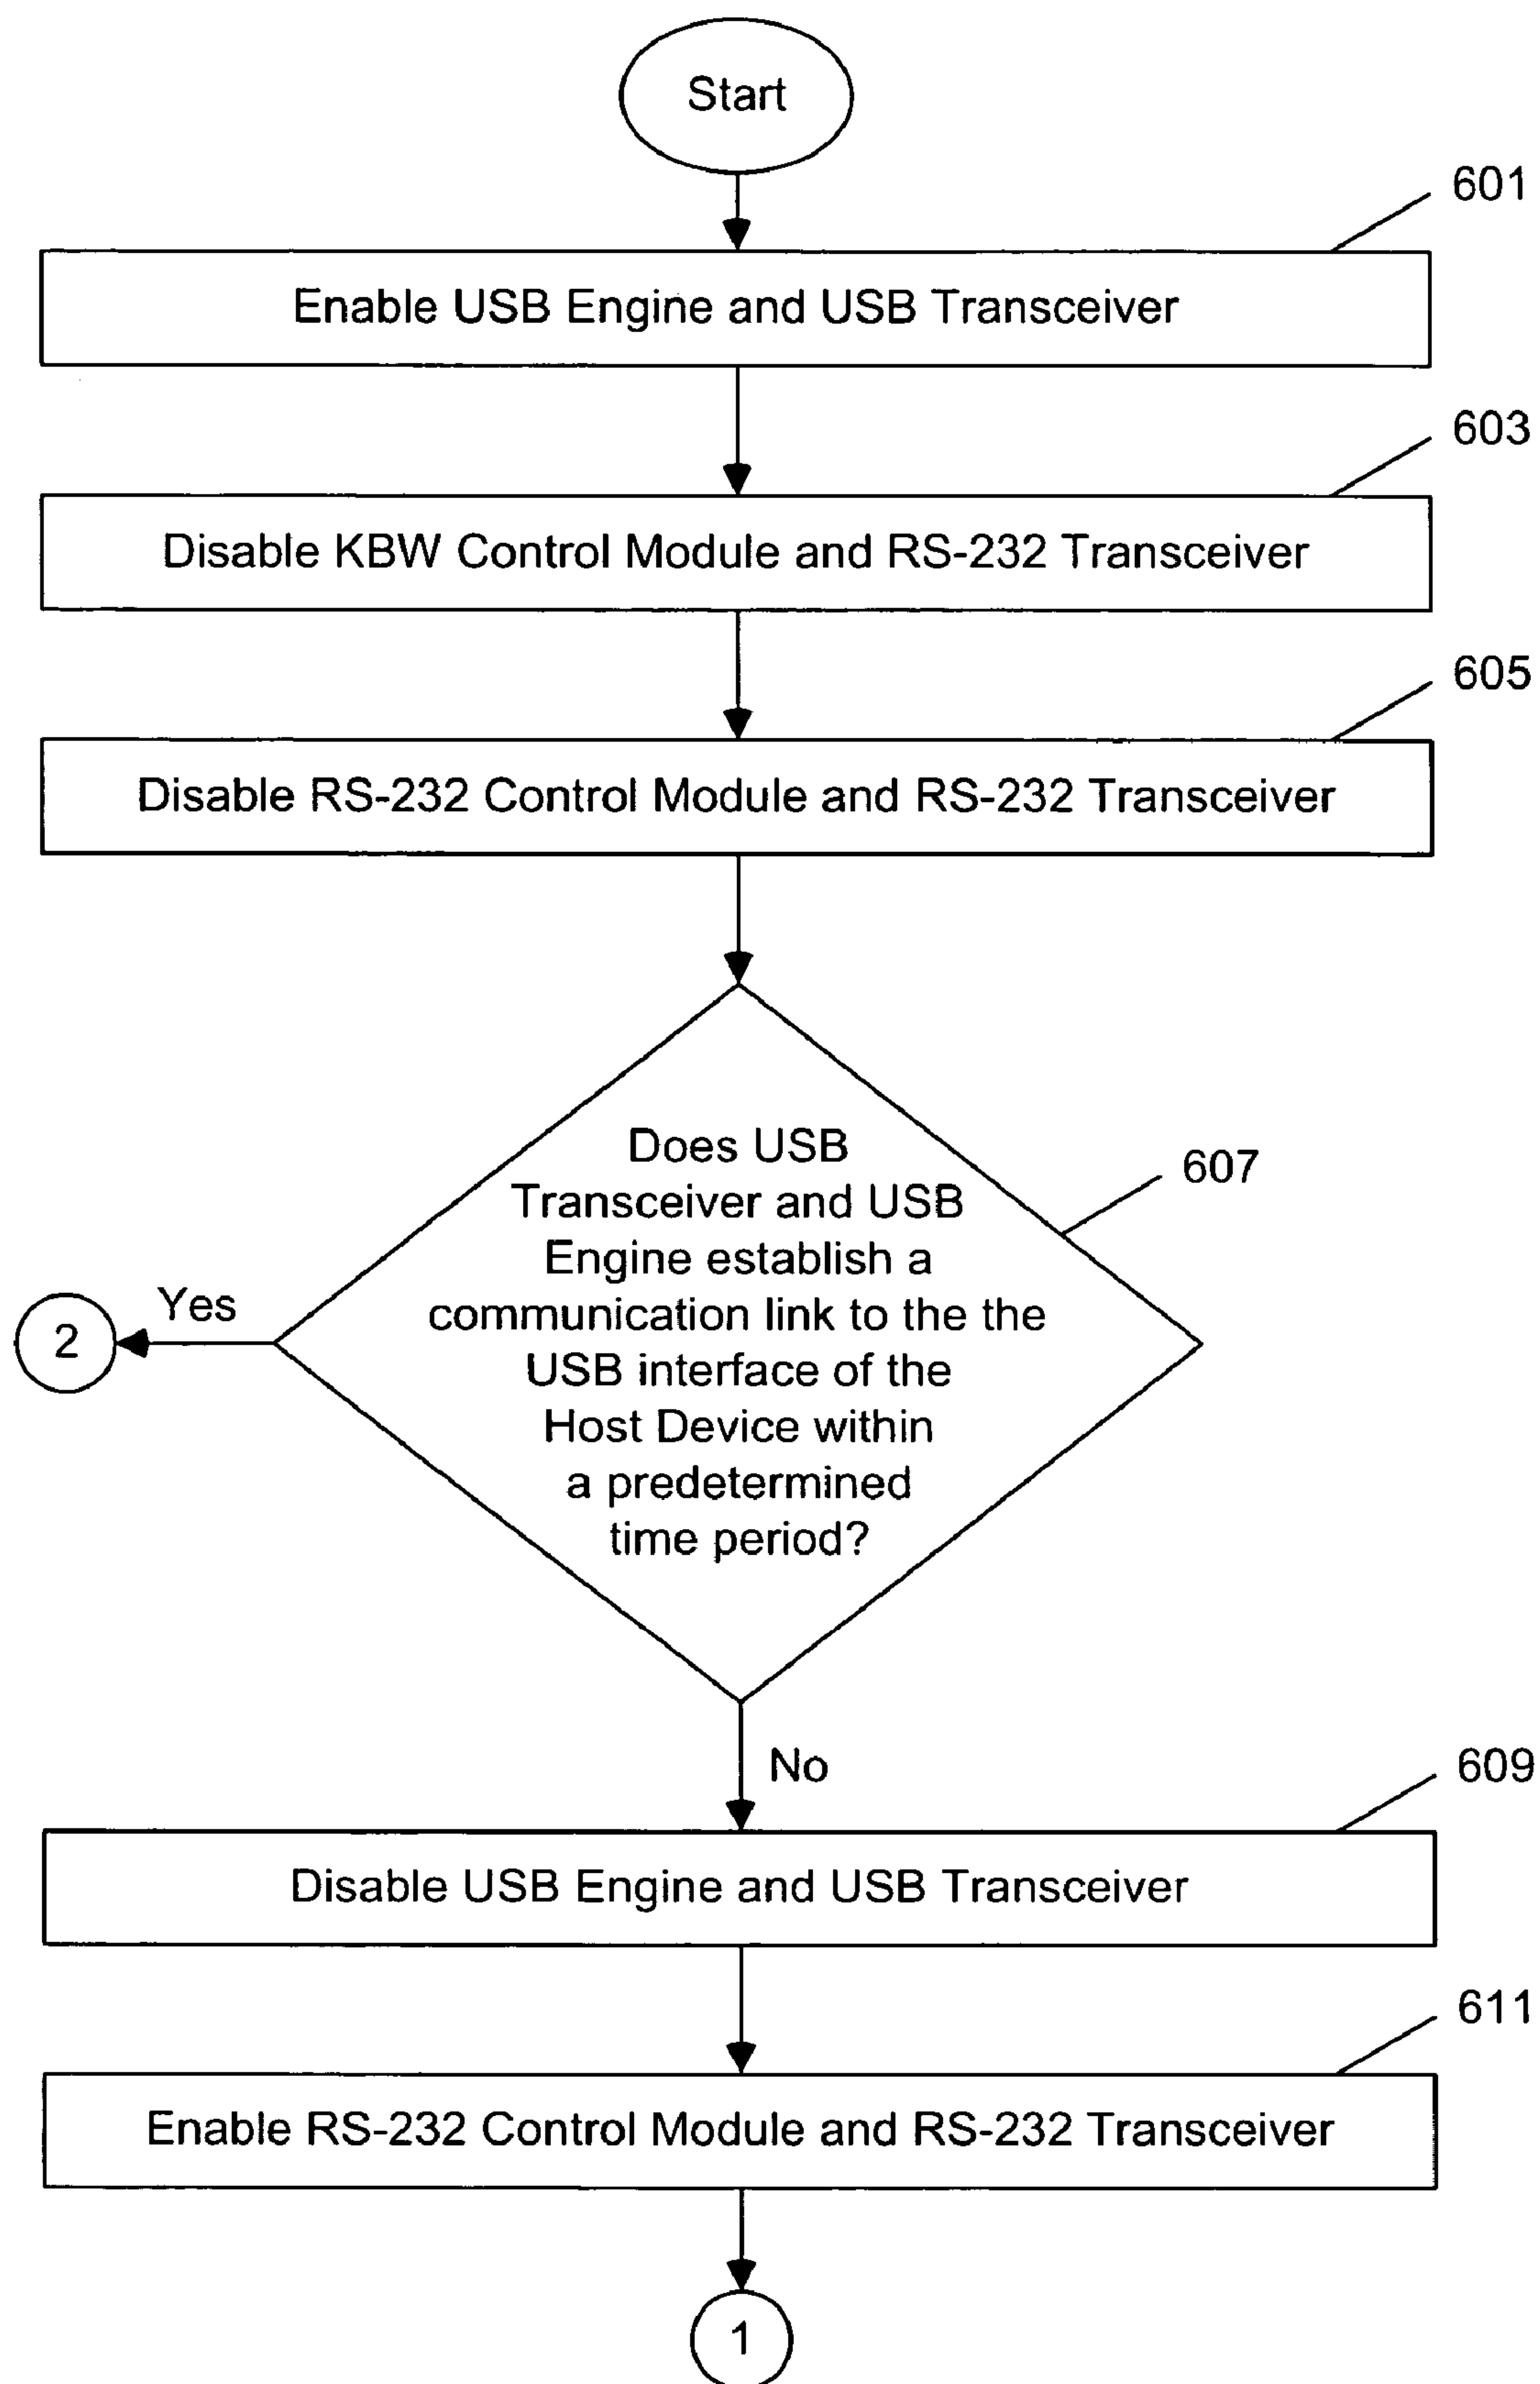 Start
601
Enable USB Engine and USB Transceiver
603
Disable KBW Control Module and RS-232 Transceiver
605
Disable RS-232 Control Module and RS-232 Transceiver
Does USB
Transceiver and USB
Engine establish a
communication link to the the
USB interface of the
Host Device within
a predetermined
time period?
607
Yes
2
No
609
Disable USB Engine and USB Transceiver
611
Enable RS-232 Control Module and RS-232 Transceiver
1